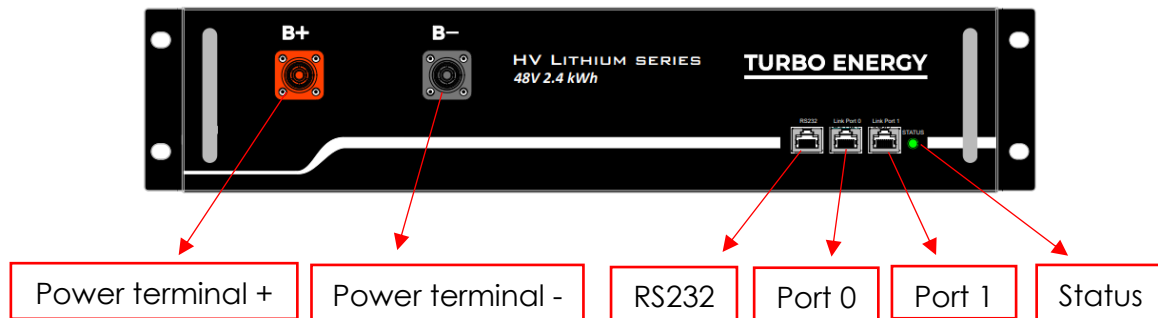 B+
B−
HV LITHIUM SERIES
48V 2.4 kWh
TURBO ENERGY
RS232
Link Port 0
Link Port 1
STATUS
Power terminal +
Power terminal -
RS232
Port 0
Port 1
Status